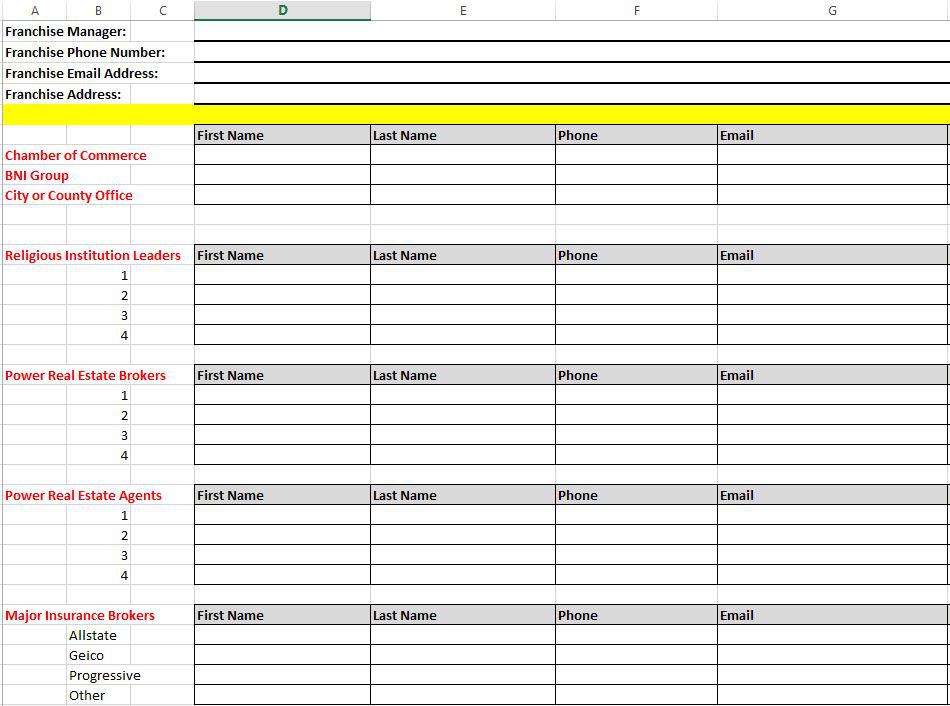 A B C D E F G
Franchise Manager:
Franchise Phone Number:
Franchise Email Address:
Franchise Address:
First Name Last Name Phone Email
Chamber of Commerce
BNI Group
City or County Office
Religious Institution Leaders First Name Last Name Phone Email
1
2
3
4
Power Real Estate Brokers First Name Last Name Phone Email
1
2
3
4
Power Real Estate Agents First Name Last Name Phone Email
1
2
3
4
Major Insurance Brokers First Name Last Name Phone Email
Allstate
Geico
Progressive
Other